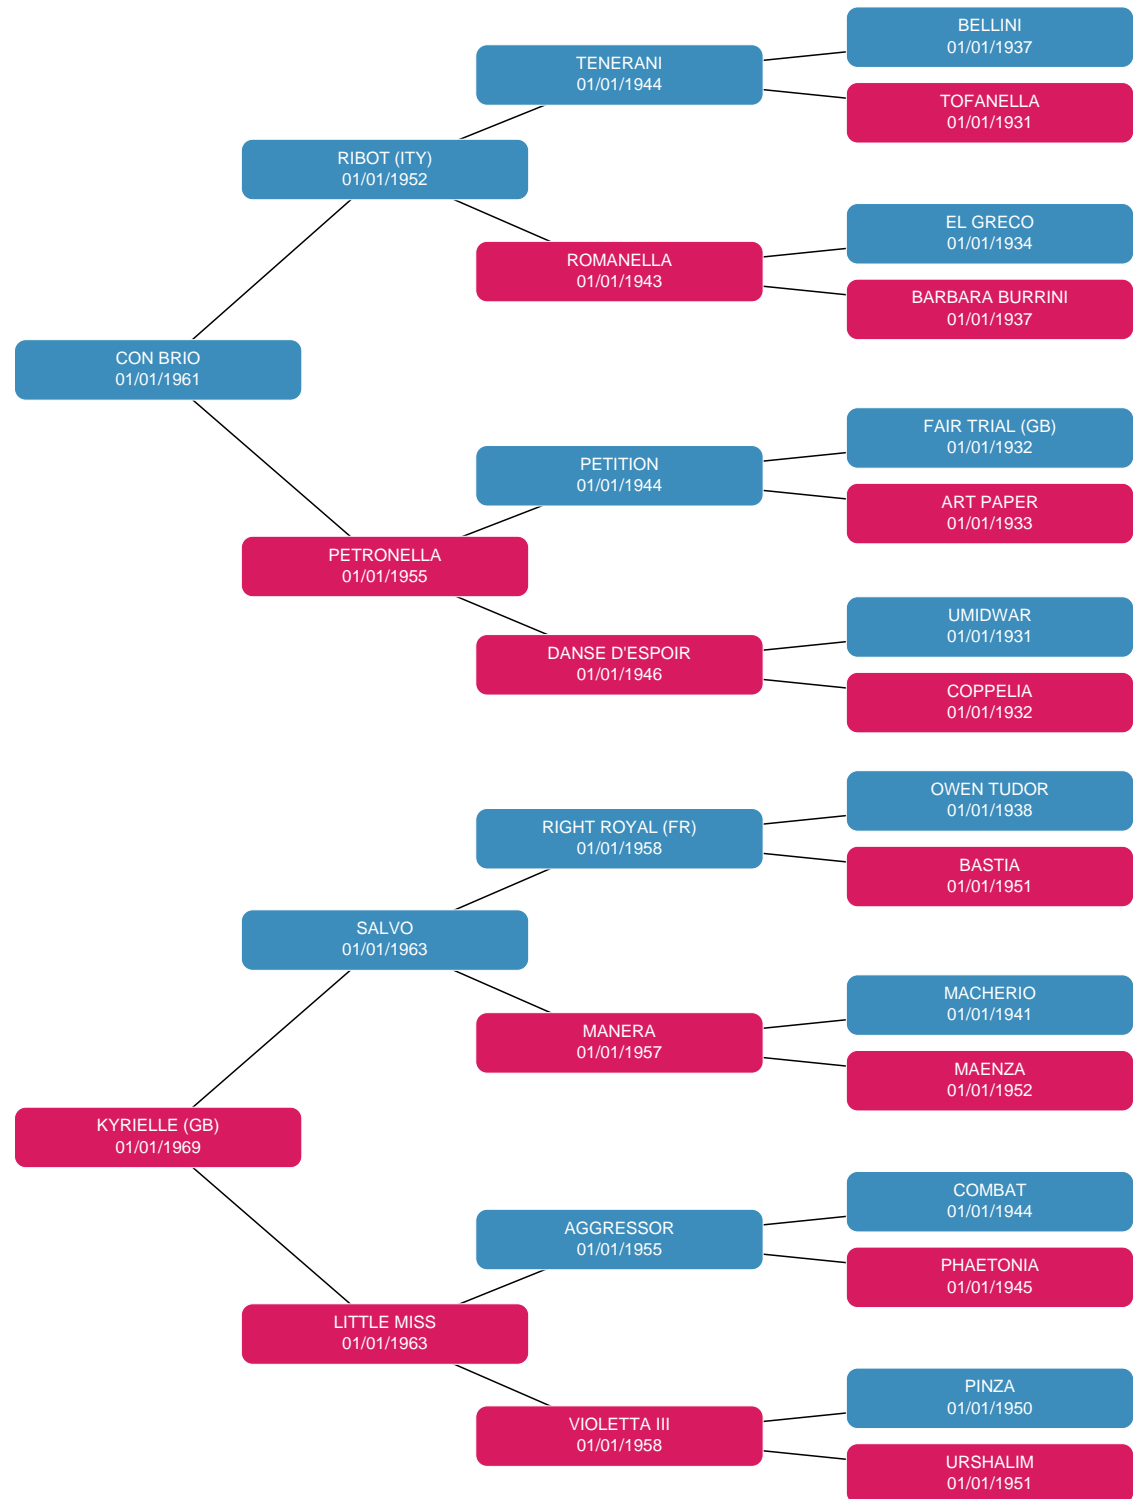 BELLINI
01/01/1937
TENERANI
01/01/1944
TOFANELLA
01/01/1931
RIBOT (ITY)
01/01/1952
EL GRECO
01/01/1934
ROMANELLA
01/01/1943
BARBARA BURRINI
01/01/1937
CON BRIO
01/01/1961
FAIR TRIAL (GB)
01/01/1932
PETITION
01/01/1944
ART PAPER
01/01/1933
PETRONELLA
01/01/1955
UMIDWAR
01/01/1931
DANSE D'ESPOIR
01/01/1946
COPPELIA
01/01/1932
OWEN TUDOR
01/01/1938
RIGHT ROYAL (FR)
01/01/1958
BASTIA
01/01/1951
SALVO
01/01/1963
MACHERIO
01/01/1941
MANERA
01/01/1957
MAENZA
01/01/1952
KYRIELLE (GB)
01/01/1969
COMBAT
01/01/1944
AGGRESSOR
01/01/1955
PHAETONIA
01/01/1945
LITTLE MISS
01/01/1963
PINZA
01/01/1950
VIOLETTA III
01/01/1958
URSHALIM
01/01/1951